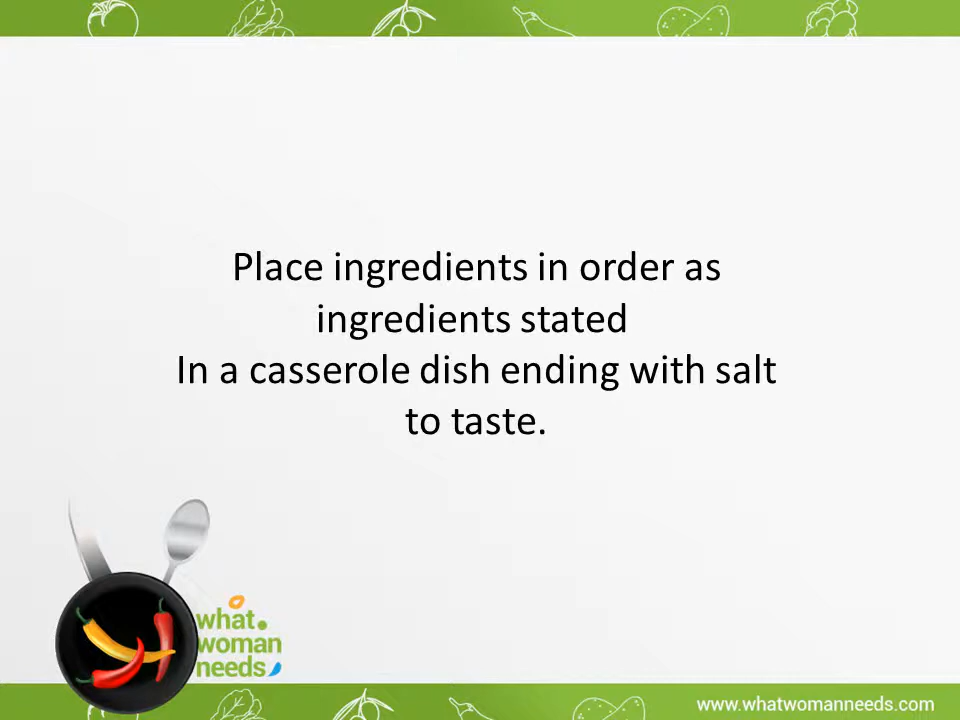 Place ingredients in order as
ingredients stated
In a casserole dish ending with salt
to taste.
what
woman
needs
www.whatwomanneeds.com